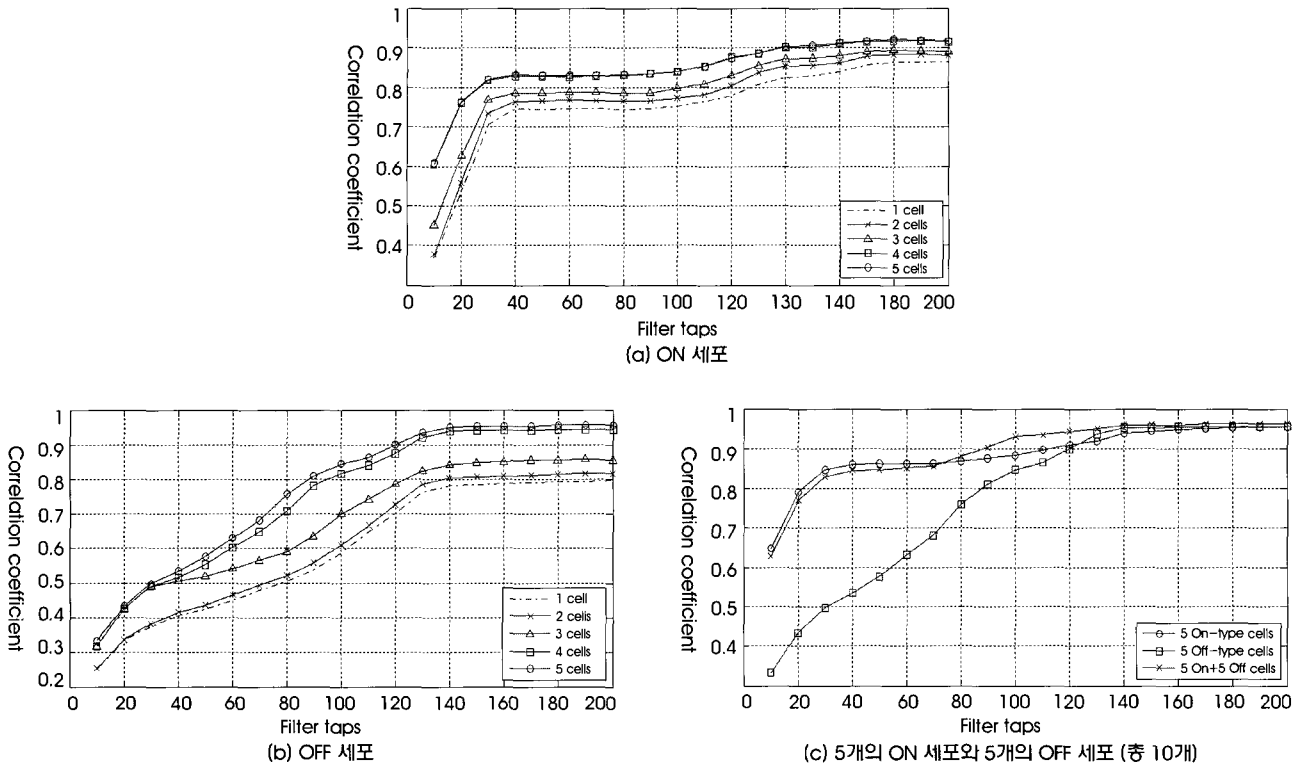 Correlation coefficient
1
0.9
0.8
0.7
0.6
0.5
0.4
0 20 40 60 80 100 120 130 140 180 200
1 cell
2 cells
3 cells
4 cells
5 cells
Filter taps
(a) ON 세포
Correlation coefficient
1
0.9
0.8
0.7
0.6
0.5
0.4
0.3
0.2
0 20 40 60 80 100 120 140 160 180 200
1 cell
2 cells
3 cells
4 cells
5 cells
Filter taps
(b) OFF 세포
Correlation coefficient
1
0.9
0.8
0.7
0.6
0.5
0.4
0 20 40 60 80 100 120 140 160 180 200
5 On-type cells
5 Off-type cells
5 On+5 Off cells
Filter taps
(c) 5개의 ON 세포와 5개의 OFF 세포 (총 10개)